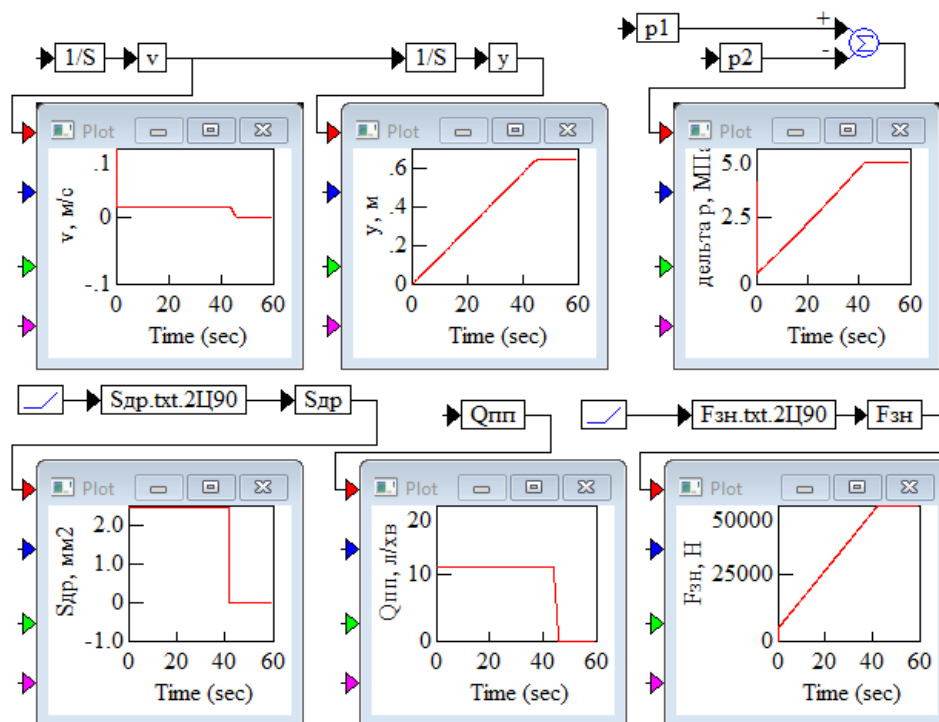 p1
+
Σ
-
p2
1/S
v
1/S
y
Plot
v, м/с
.1
0
-.1
0 20 40 60
Time (sec)
Plot
y, м
.6
.4
.2
0
0 20 40 60
Time (sec)
Plot
дельта p, МПа
5.0
2.5
0
0 20 40 60
Time (sec)
Sдр.txt.2Ц90
Sдр
Qпп
Fзн.txt.2Ц90
Fзн
Plot
Sдр, мм2
2.0
1.0
0
-1.0
0 20 40 60
Time (sec)
Plot
Qпп, л/хв
20
10
0
0 20 40 60
Time (sec)
Plot
Fзн, Н
50000
25000
0
0 20 40 60
Time (sec)